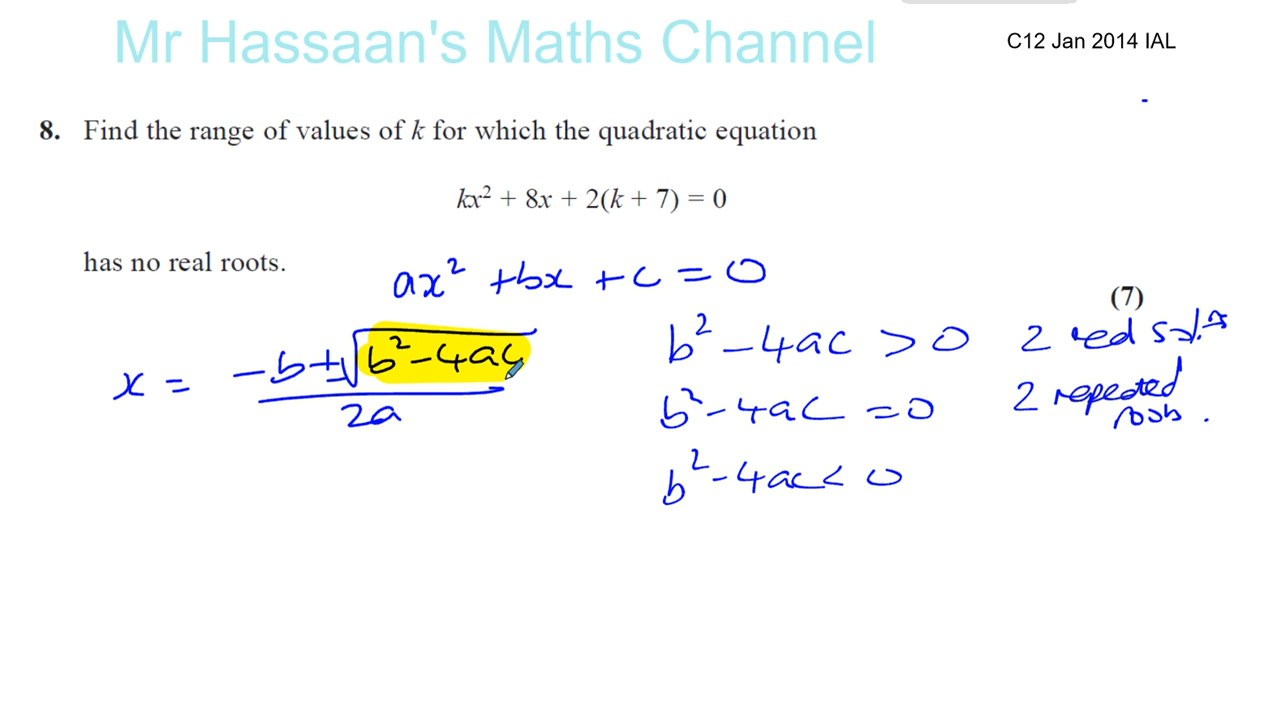 Mr Hassaan's Maths Channel
C12 Jan 2014 IAL
8. Find the range of values of k for which the quadratic equation
kx² + 8x + 2(k + 7) = 0
has no real roots.
ax² + bx + c = 0
(7)
x = -b ± √b² - 4ac / 2a
b² - 4ac > 0 2 real
b² - 4ac = 0 2 repeated
roots.
b² - 4ac < 0